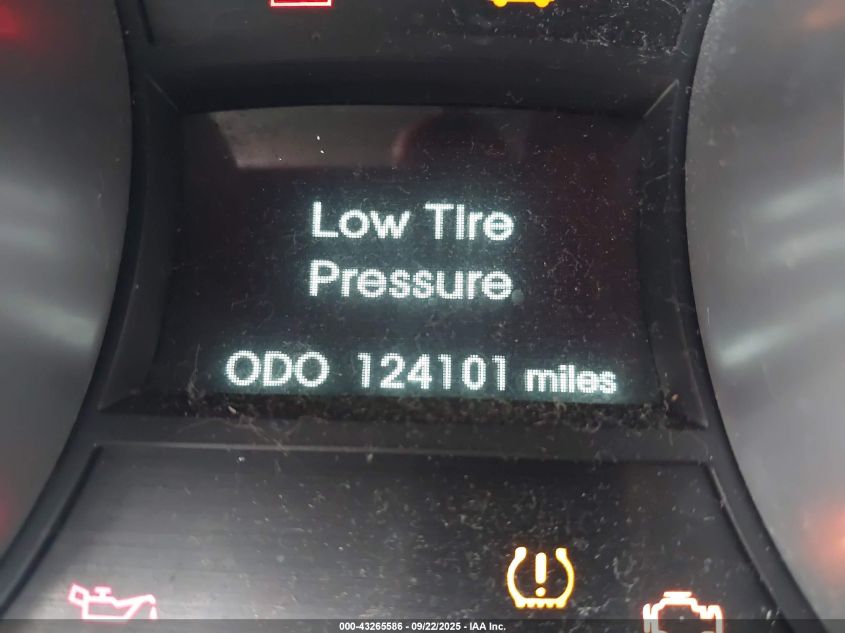 Low Tire
Pressure
ODO 124101 miles
000-43265586 - 09/22/2025 - IAA Inc.